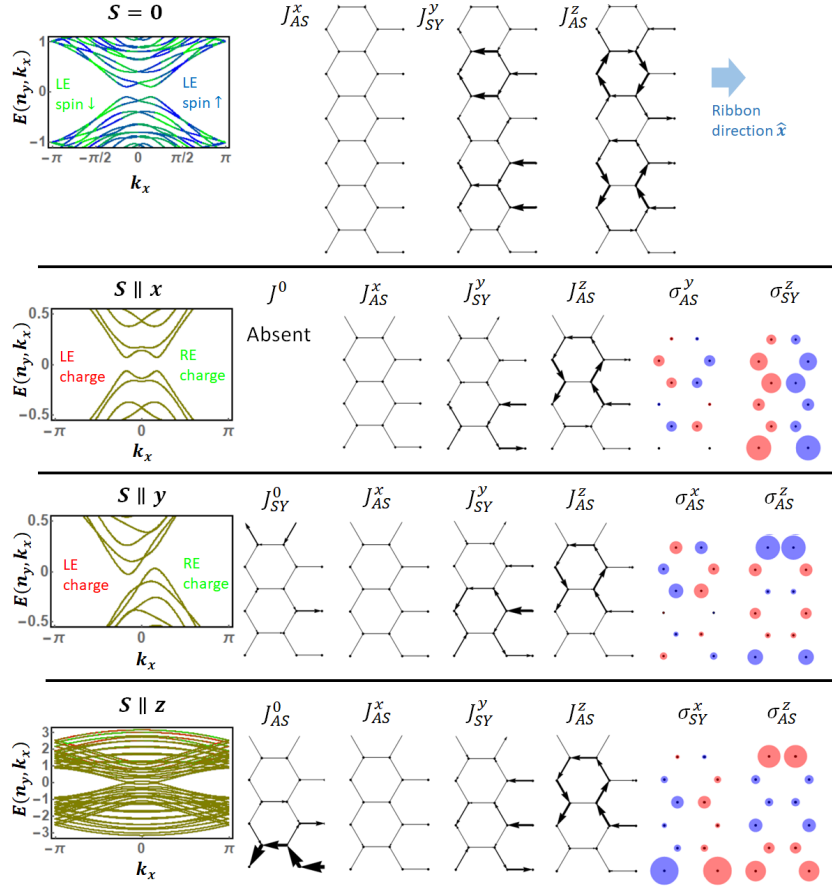 S = 0
J^x_AS
J^y_SY
J^z_AS
E(n_y, k_x)
1
0
−1
LE
spin ↓
LE
spin ↑
−π
−π/2
0
π/2
π
k_x
Ribbon
direction x̂
S ∥ x
J^0
J^x_AS
J^y_SY
J^z_AS
σ^y_AS
σ^z_SY
Absent
E(n_y, k_x)
0.5
0
−0.5
LE
charge
RE
charge
−π
0
π
k_x
S ∥ y
J^0_SY
J^x_AS
J^y_SY
J^z_AS
σ^x_AS
σ^z_AS
E(n_y, k_x)
0.5
0
−0.5
LE
charge
RE
charge
−π
0
π
k_x
S ∥ z
J^0_AS
J^x_AS
J^y_SY
J^z_AS
σ^x_SY
σ^z_AS
E(n_y, k_x)
3
2
1
0
−1
−2
−3
−π
0
π
k_x